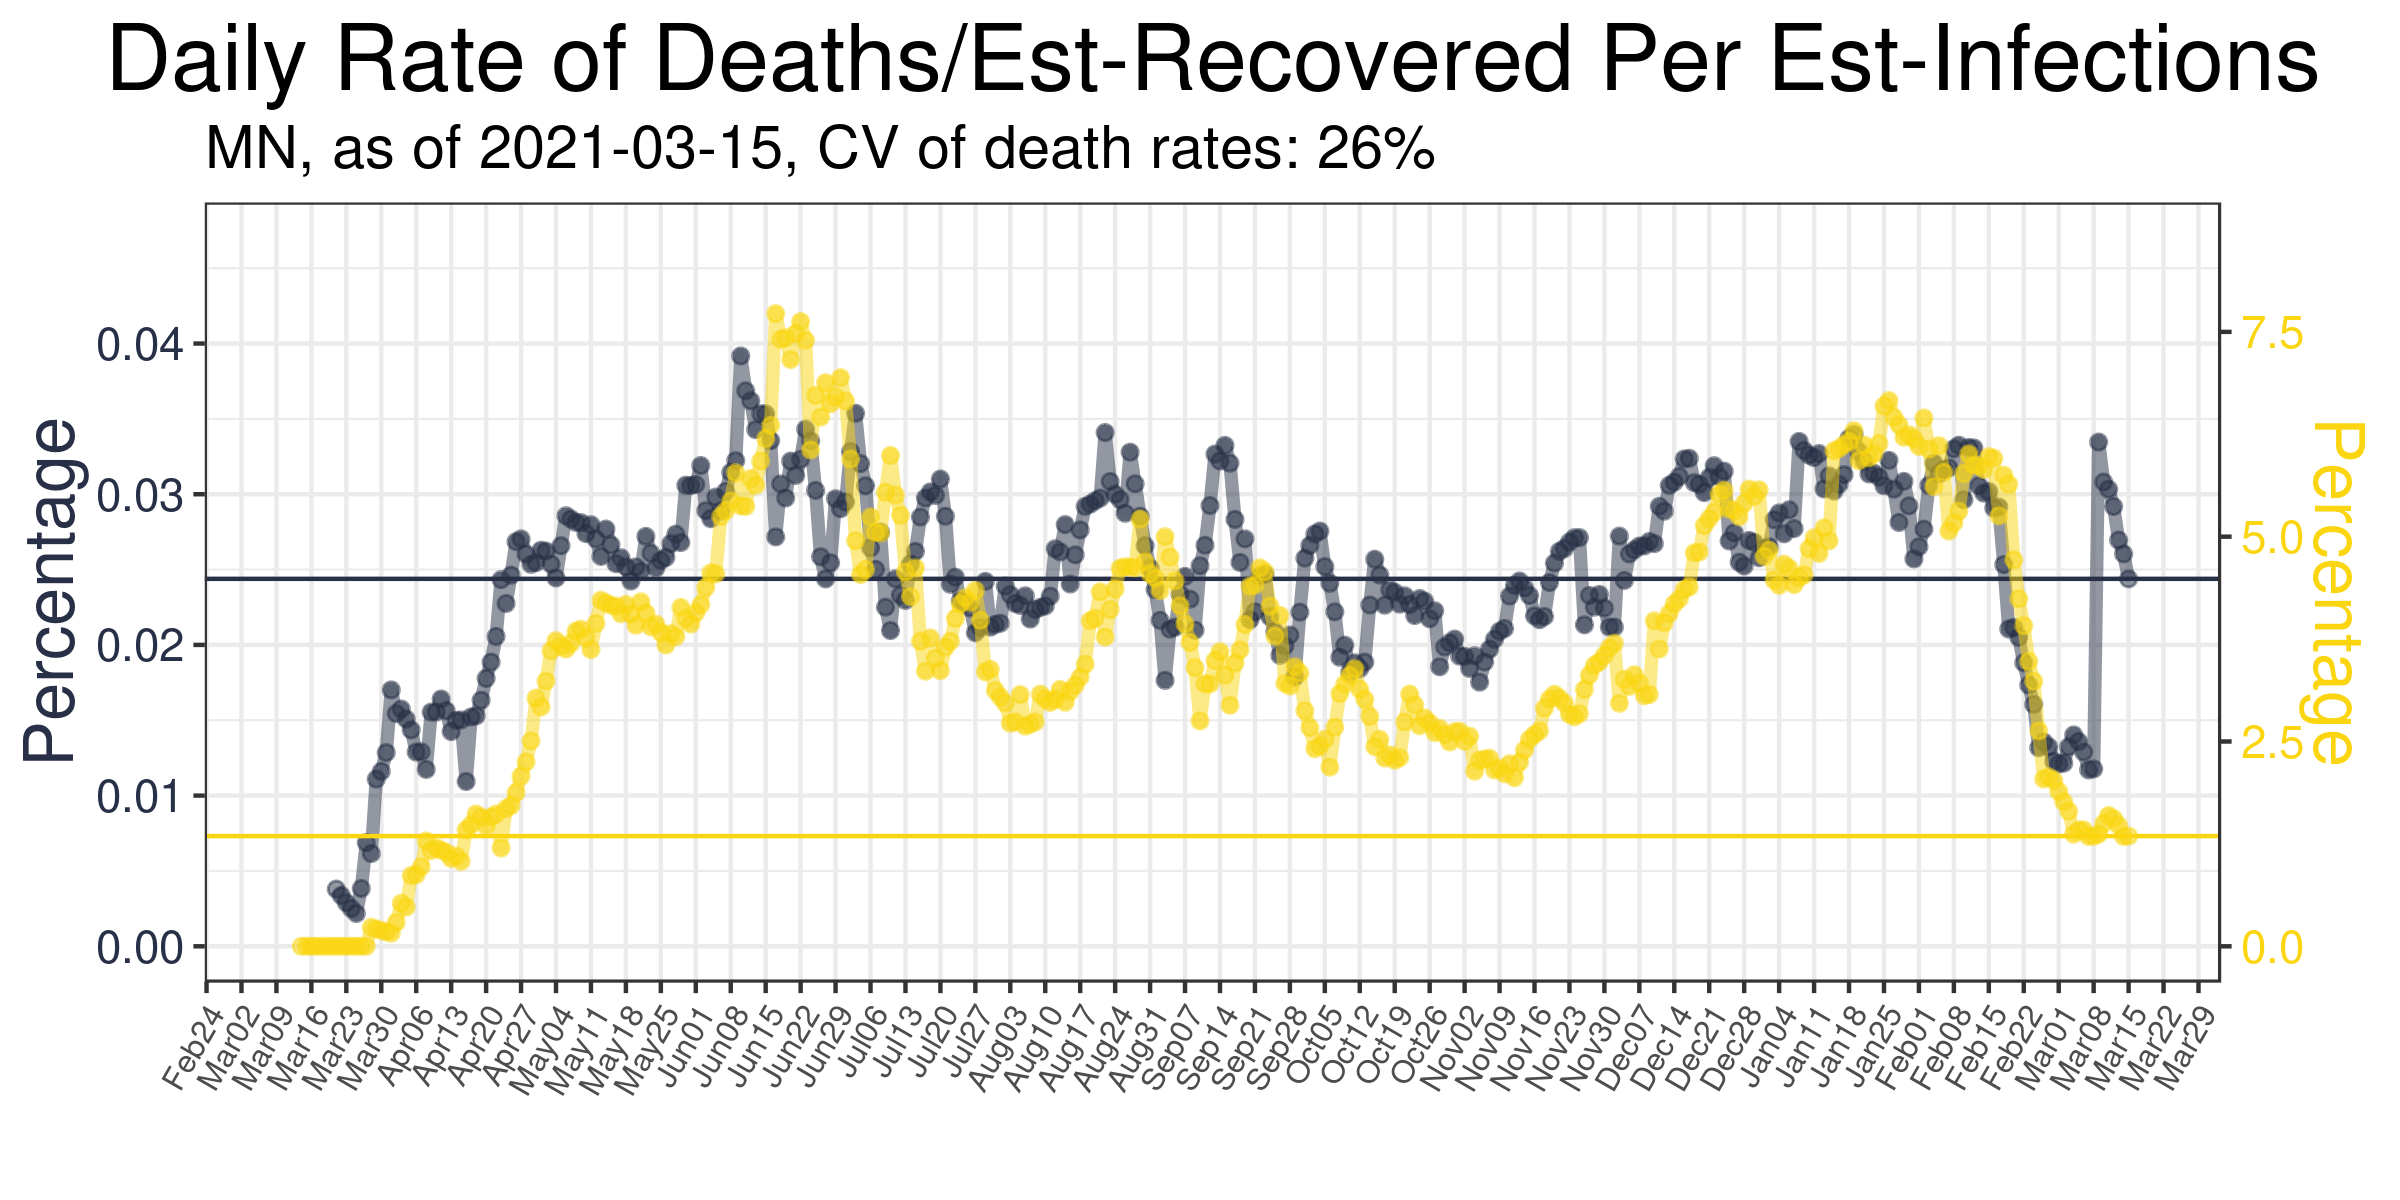 Daily Rate of Deaths/Est-Recovered Per Est-Infections
MN, as of 2021-03-15, CV of death rates: 26%
Percentage
0.04
0.03
0.02
0.01
0.00
7.5
5.0
2.5
0.0
Percentage
Feb24
Mar02
Mar09
Mar16
Mar23
Mar30
Apr06
Apr13
Apr20
Apr27
May04
May11
May18
May25
Jun01
Jun08
Jun15
Jun22
Jun29
Jul06
Jul13
Jul20
Jul27
Aug03
Aug10
Aug17
Aug24
Aug31
Sep07
Sep14
Sep21
Sep28
Oct05
Oct12
Oct19
Oct26
Nov02
Nov09
Nov16
Nov23
Nov30
Dec07
Dec14
Dec21
Dec28
Jan04
Jan11
Jan18
Jan25
Feb01
Feb08
Feb15
Feb22
Mar01
Mar08
Mar15
Mar22
Mar29